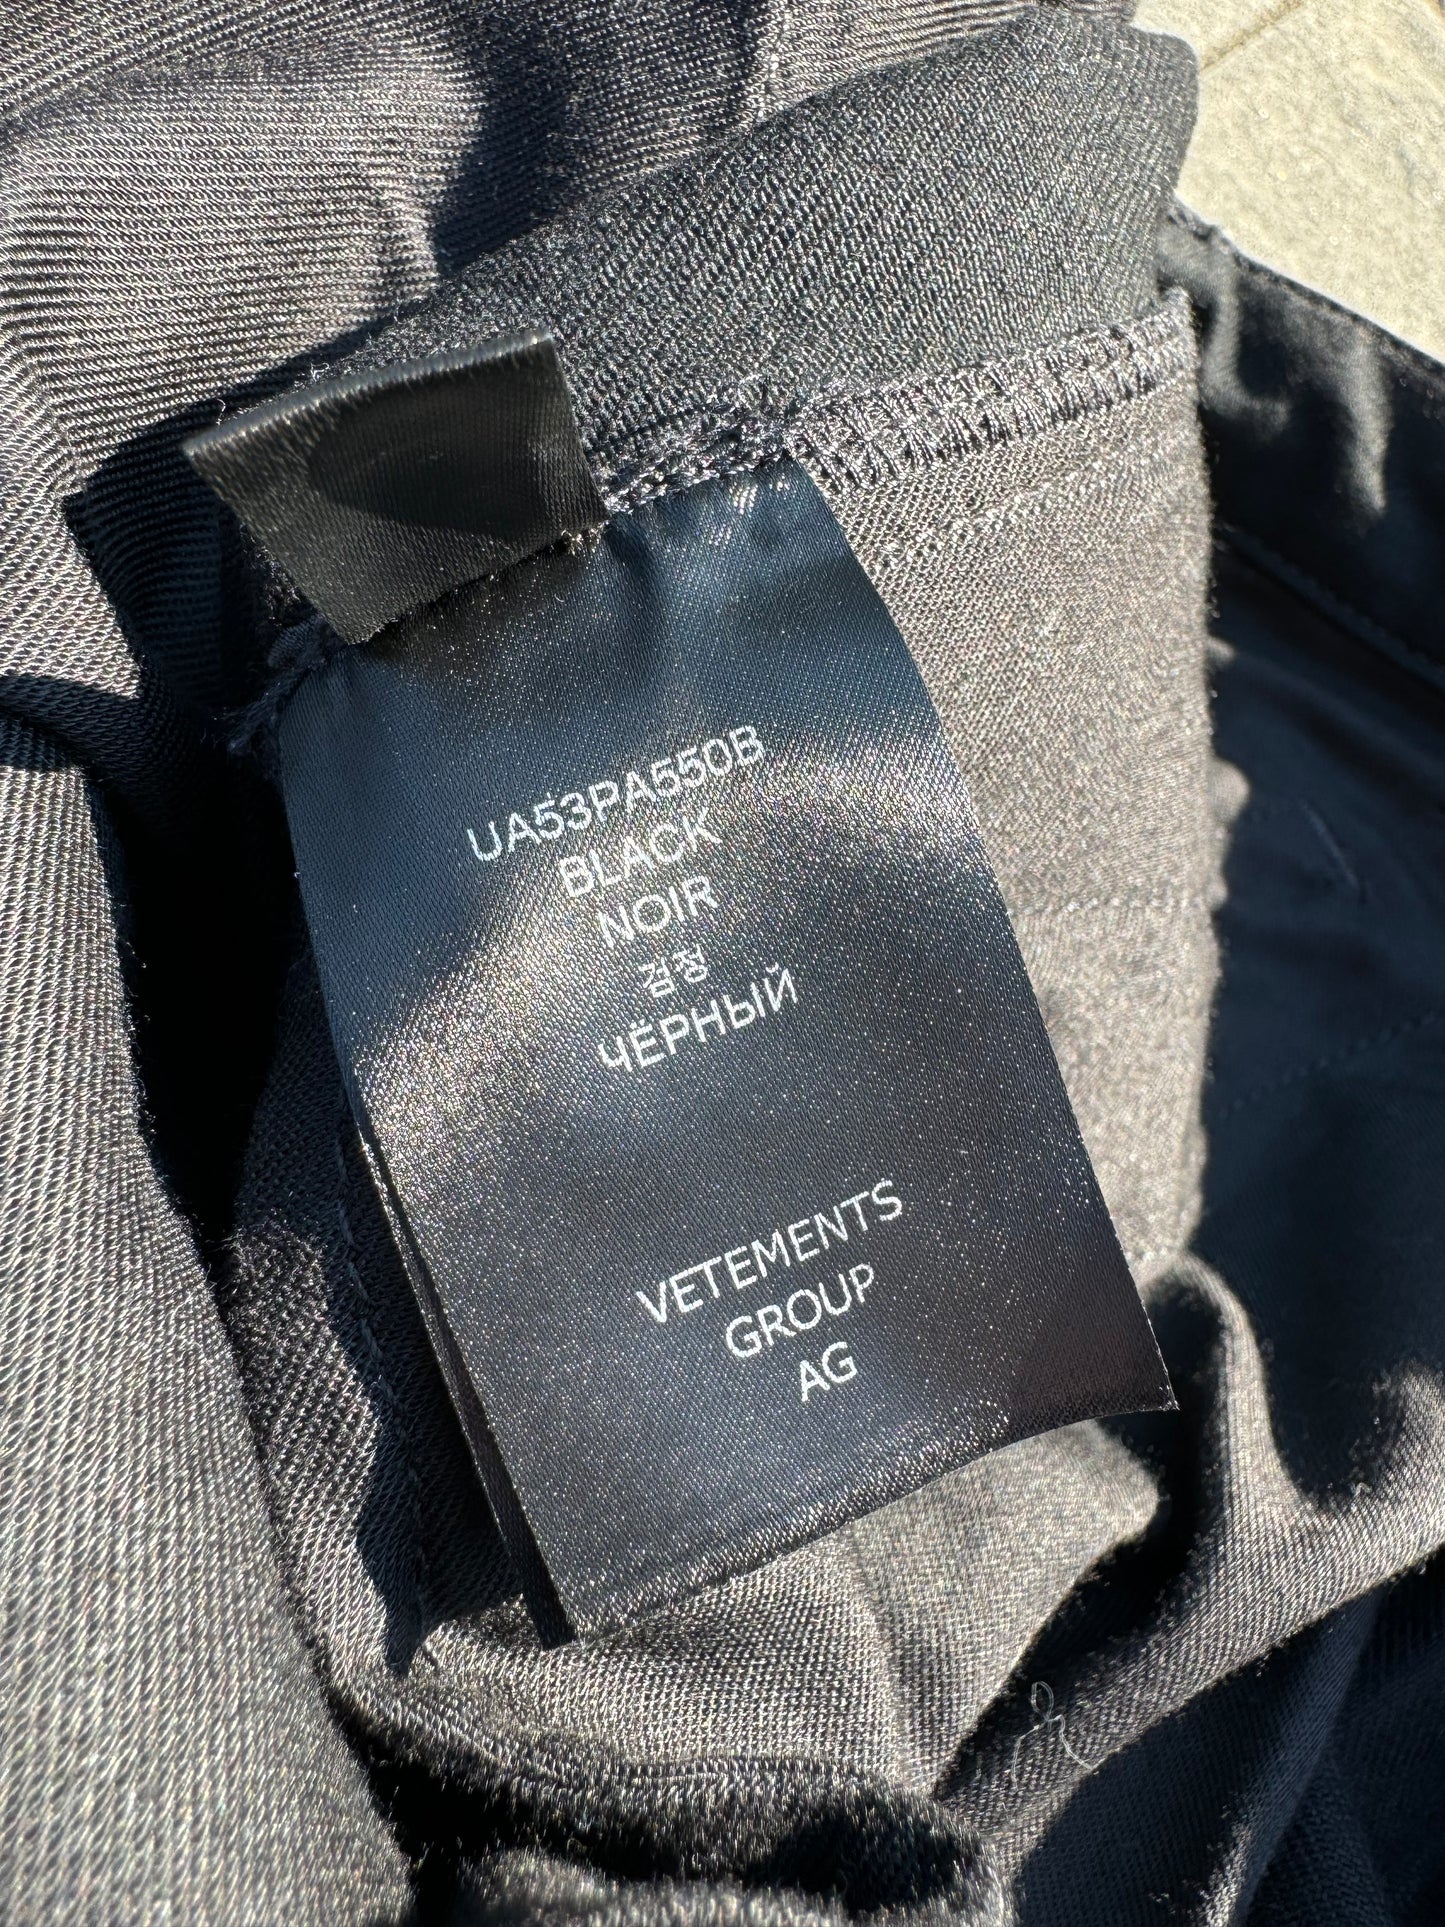 UA53PA550B
BLACK
NOIR
검정
ЧЁРНЫЙ
VETEMENTS
GROUP
AG